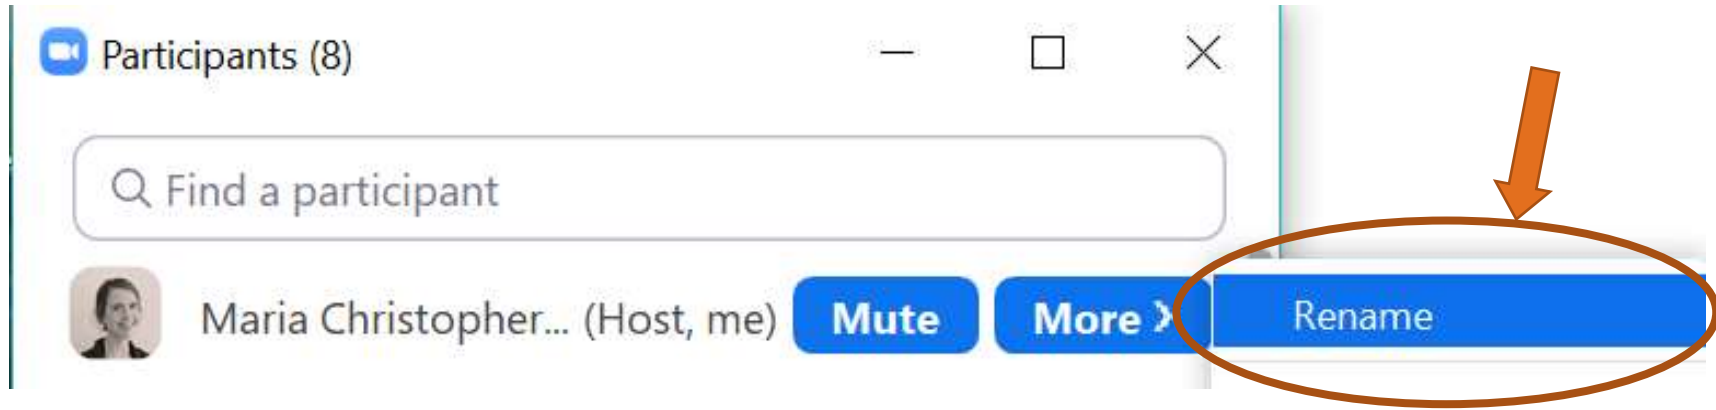 Participants (8)
Find a participant
Maria Christopher... (Host, me) Mute More Rename